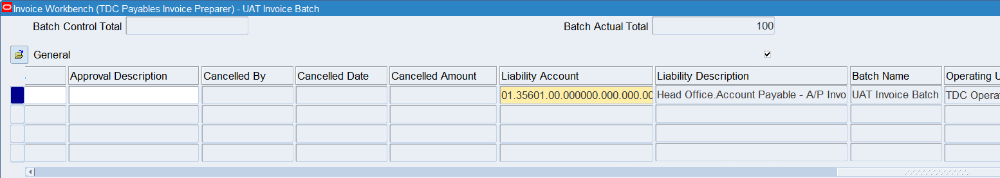 Invoice Workbench (TDC Payables Invoice Preparer) - UAT Invoice Batch
Batch Control Total Batch Actual Total 100
General
Approval Description Cancelled By Cancelled Date Cancelled Amount Liability Account Liability Description Batch Name Operating U
01.35601.00.000000.000.000.00 Head Office.Account Payable - A/P Invo UAT Invoice Batch TDC Opera